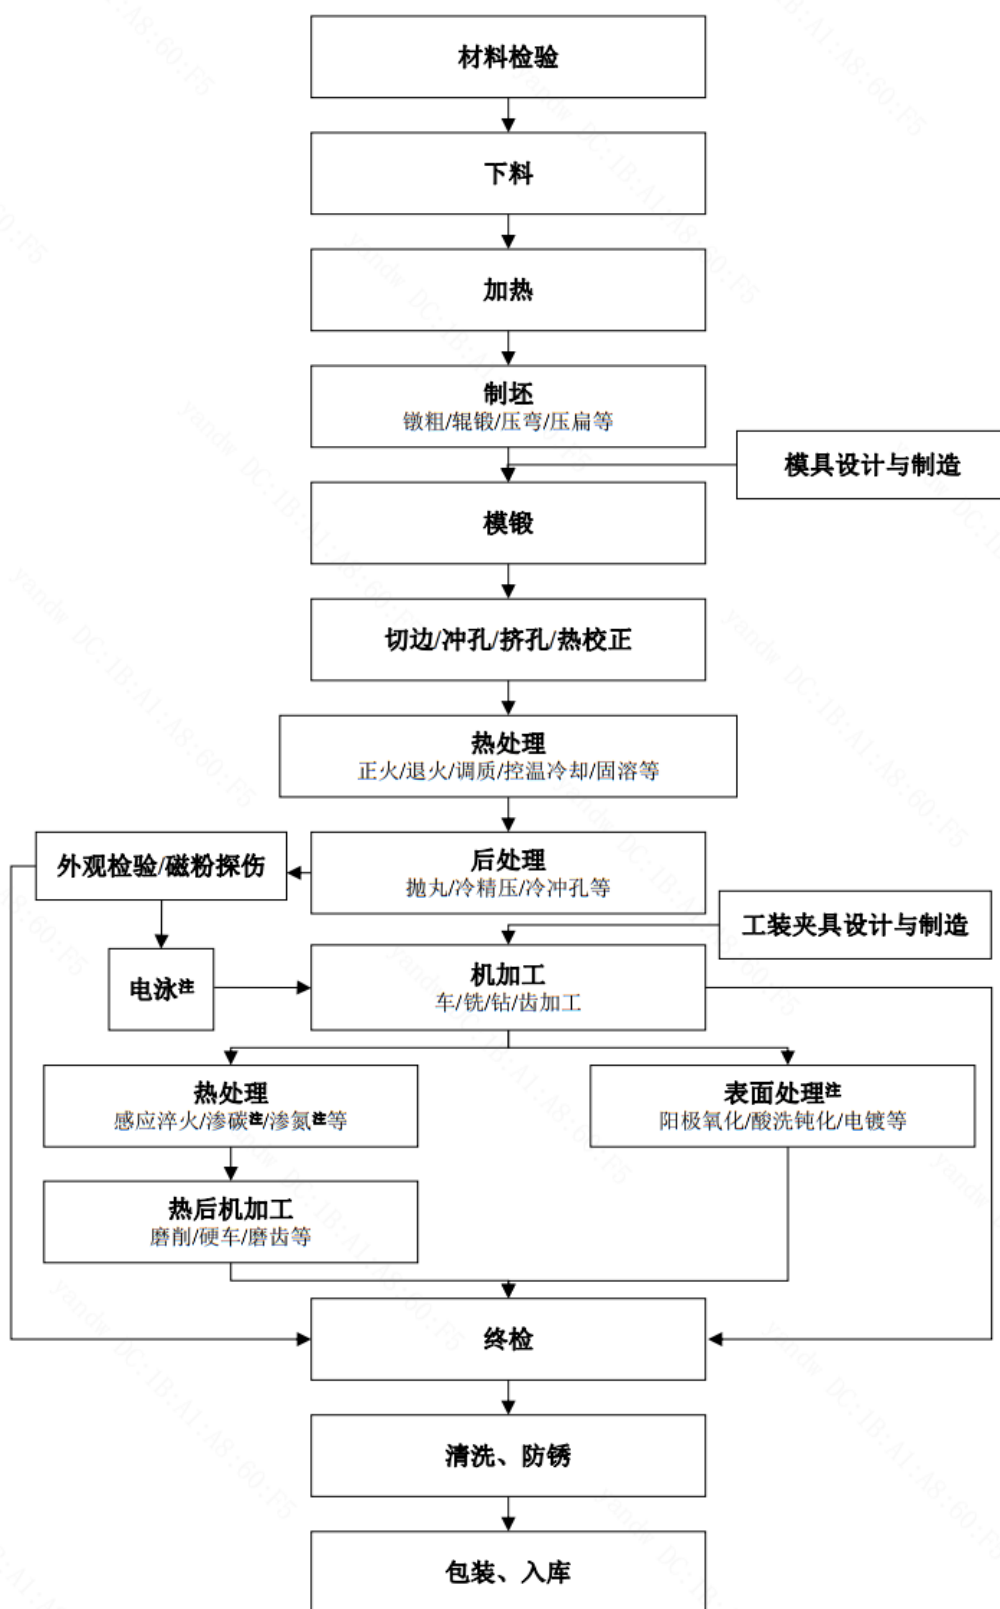 材料检验
下料
加热
制坯
镦粗/辊锻/压弯/压扁等
模具设计与制造
模锻
切边/冲孔/挤孔/热校正
热处理
正火/退火/调质/控温冷却/固溶等
外观检验/磁粉探伤
后处理
抛丸/冷精压/冷冲孔等
工装夹具设计与制造
电泳注
机加工
车/铣/钻/齿加工
热处理
感应淬火/渗碳注/渗氮注等
表面处理注
阳极氧化/酸洗钝化/电镀等
热后机加工
磨削/硬车/磨齿等
终检
清洗、防锈
包装、入库
yandw DC:1B:A1:A8:60:F5